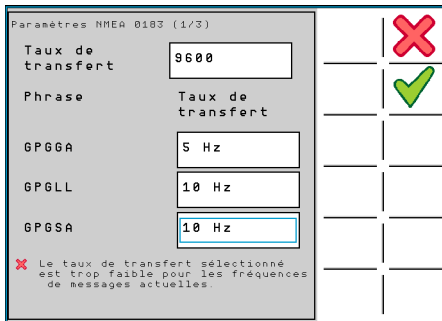 Paramètres NMEA 0183 (1/3)
Taux de
transfert
9600
Phrase
Taux de
transfert
GPGGA
5 Hz
GPGLL
10 Hz
GPGSA
10 Hz
Le taux de transfert sélectionné
est trop faible pour les fréquences
de messages actuelles.